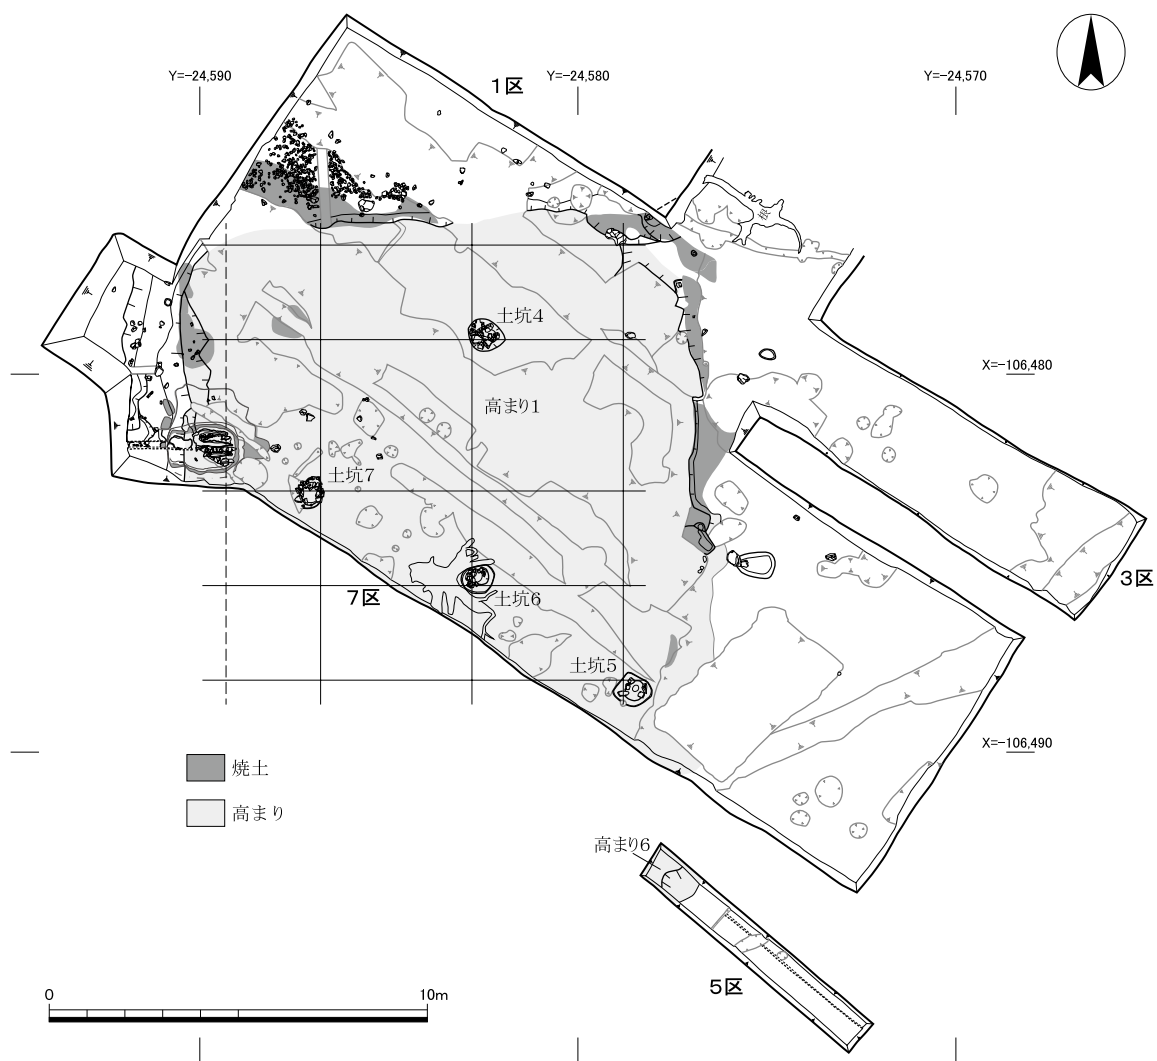 Y=-24,590
1区
Y=-24,580
Y=-24,570
土坑4
X=-106,480
高まり1
土坑7
3区
7区
土坑6
土坑5
X=-106,490
焼土
高まり
高まり6
5区
0
10m